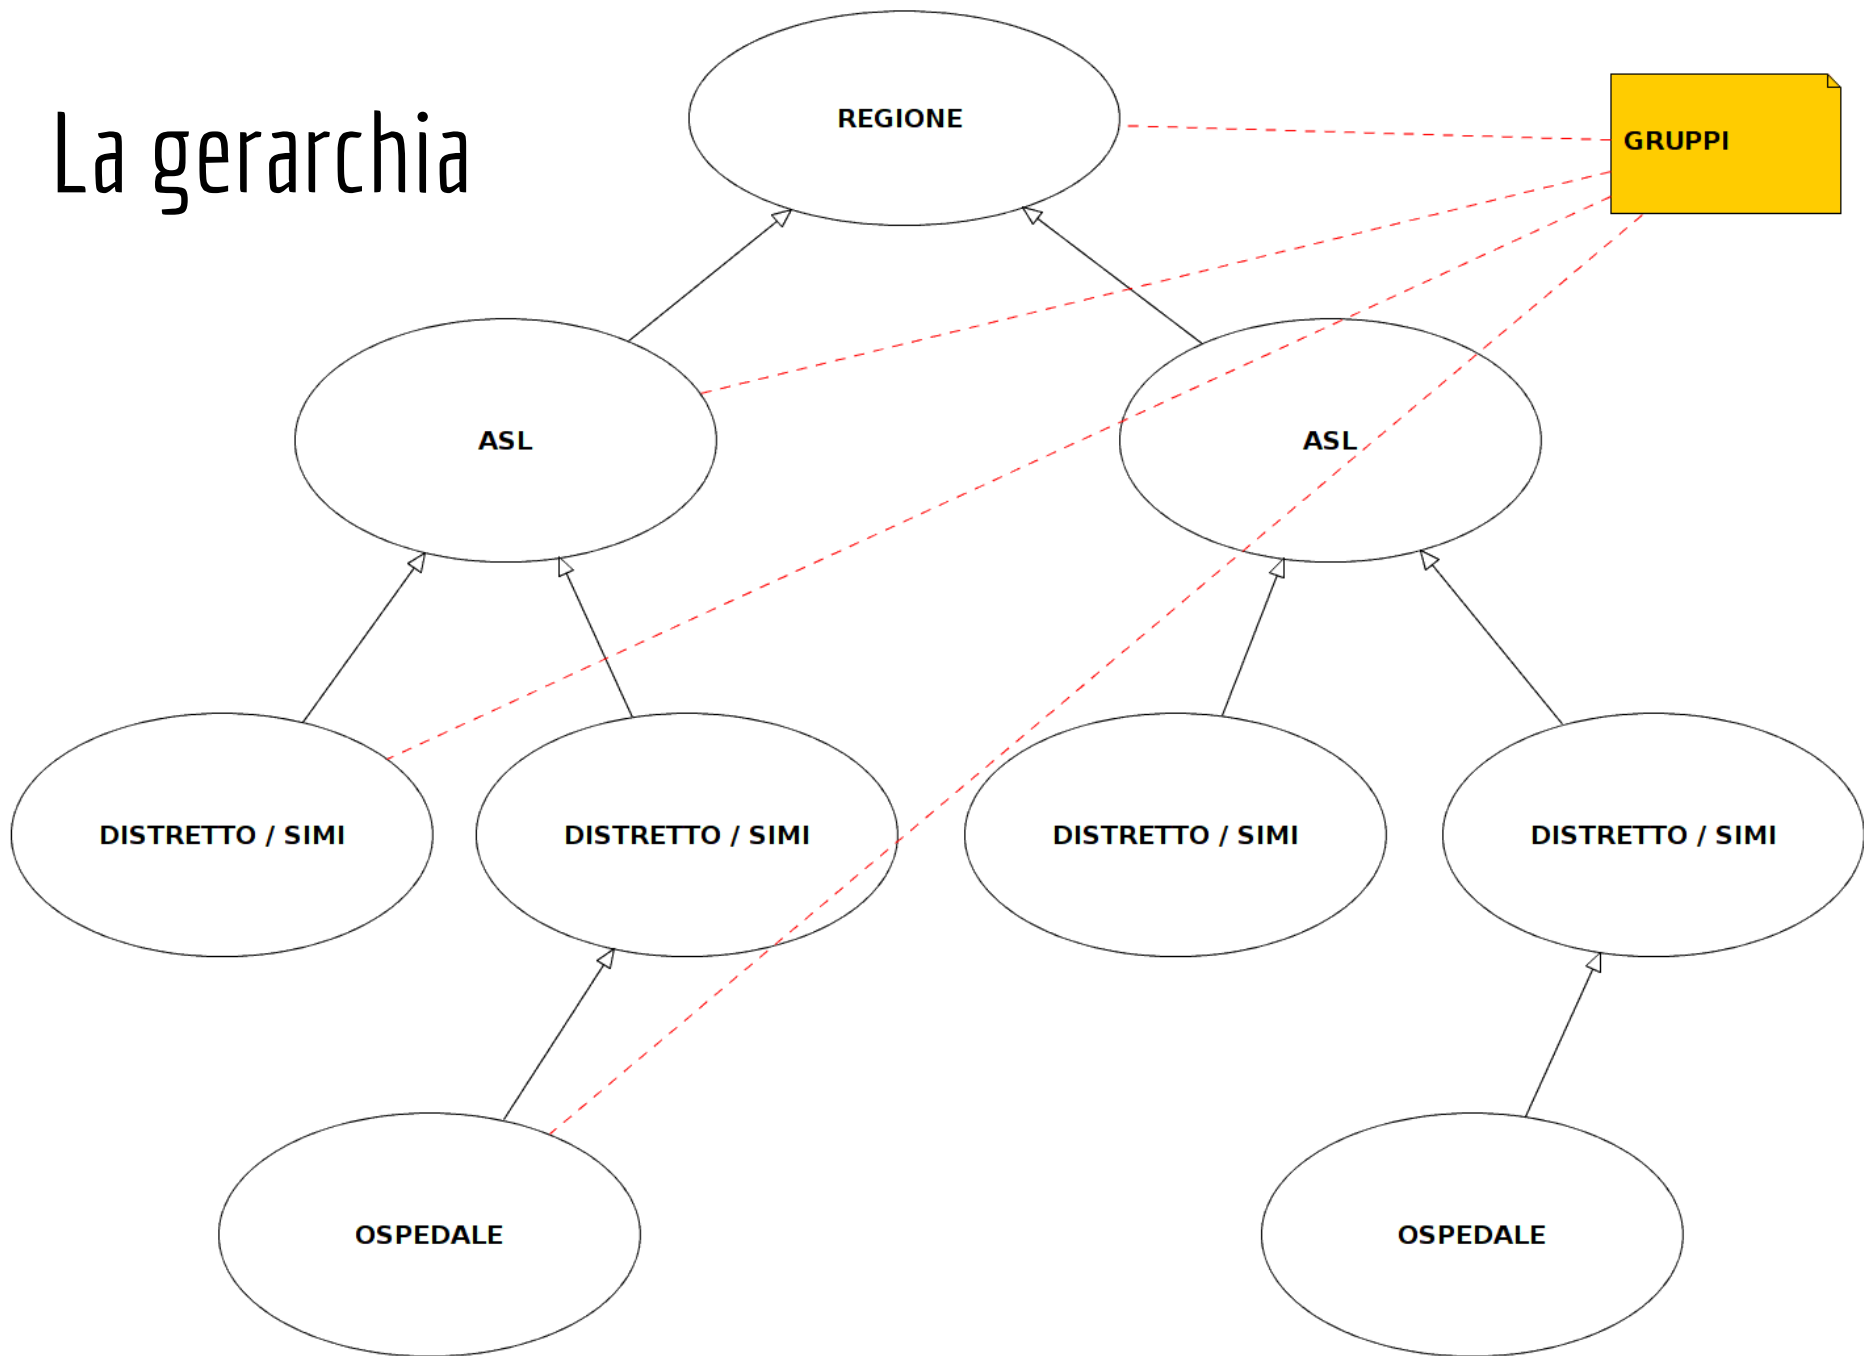 La gerarchia
REGIONE
GRUPPI
ASL
ASL
DISTRETTO / SIMI
DISTRETTO / SIMI
DISTRETTO / SIMI
DISTRETTO / SIMI
OSPEDALE
OSPEDALE